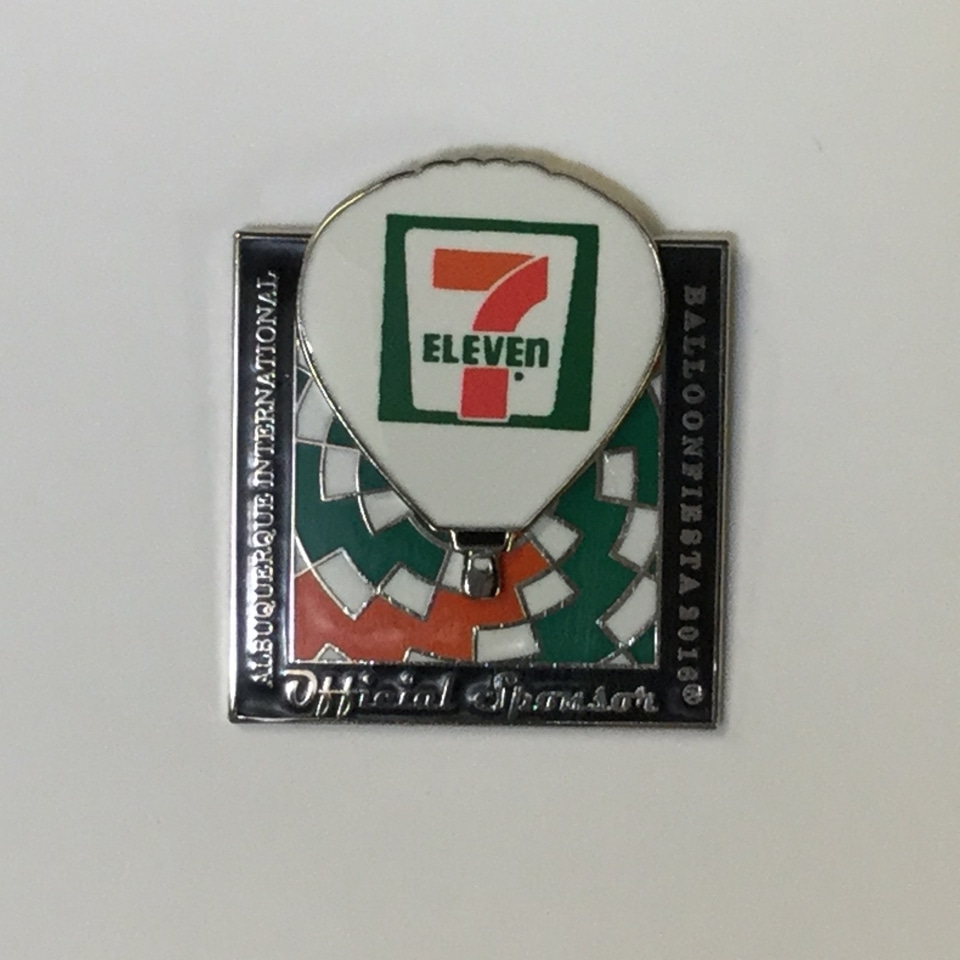 7
ELEVEn
ALBUQUERQUE INTERNATIONAL
BALLOONFIESTA 2016®
Official Sponsor